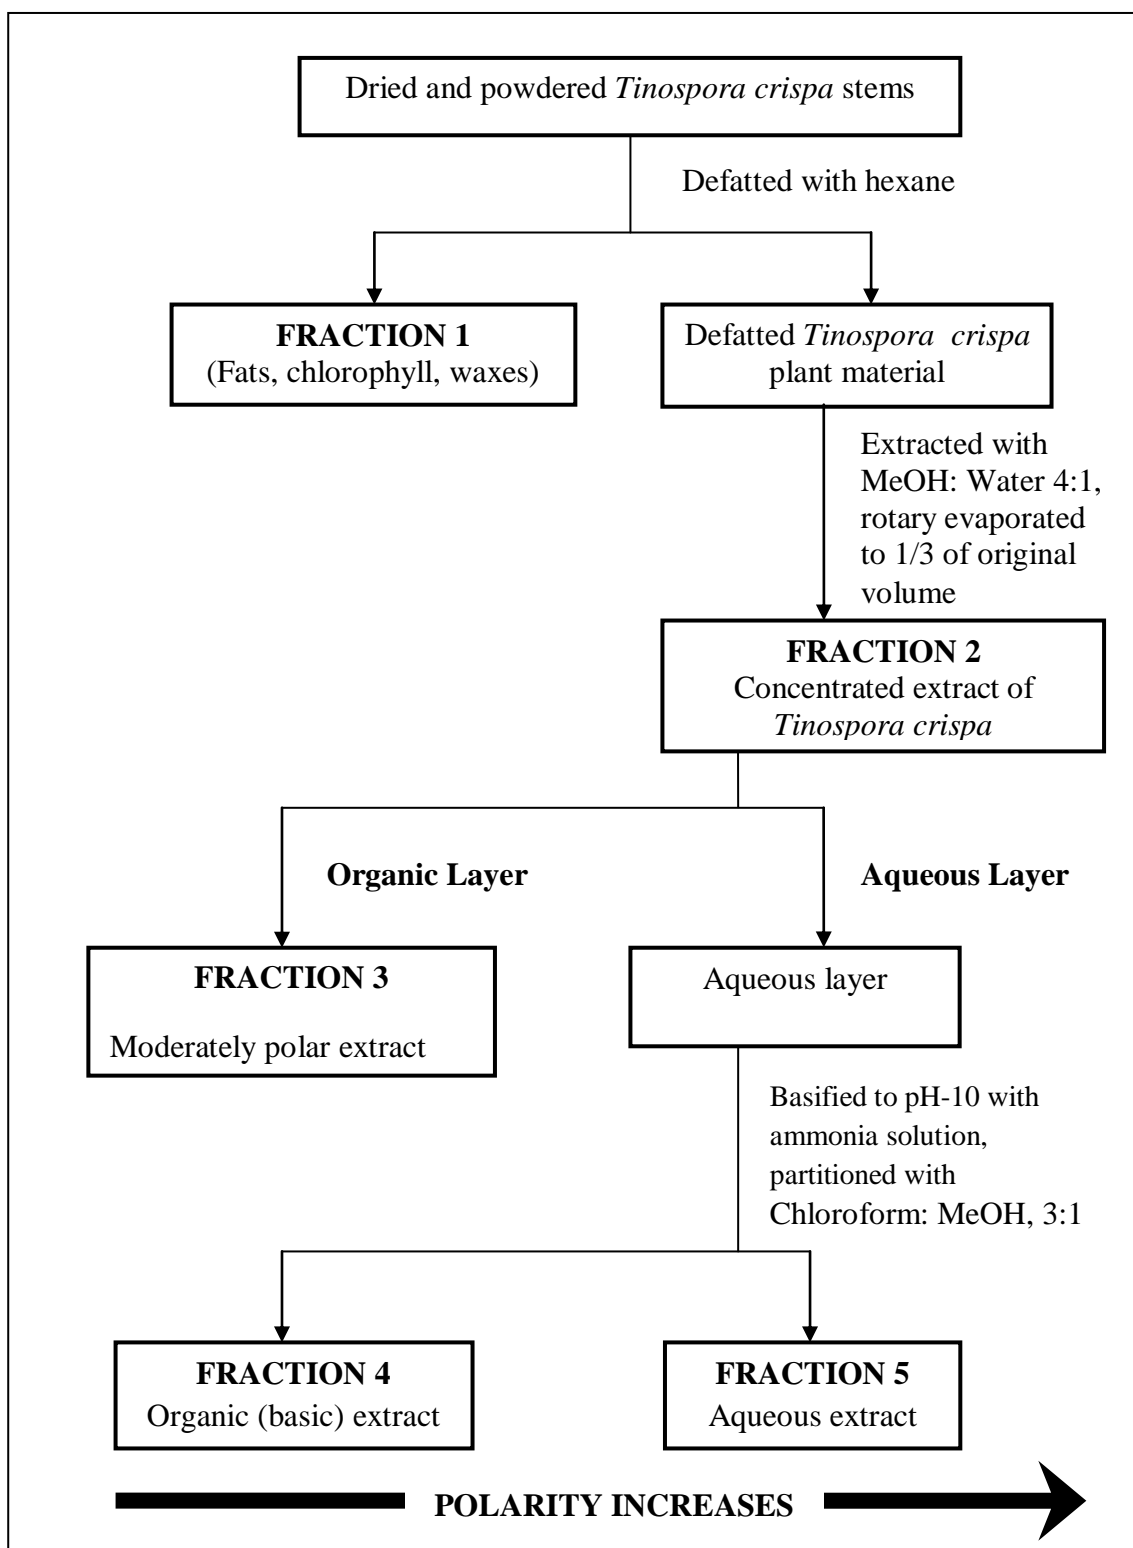 Dried and powdered Tinospora crispa stems
Defatted with hexane
FRACTION 1
(Fats, chlorophyll, waxes)
Defatted Tinospora crispa
plant material
Extracted with
MeOH: Water 4:1,
rotary evaporated
to 1/3 of original
volume
FRACTION 2
Concentrated extract of
Tinospora crispa
Organic Layer
Aqueous Layer
FRACTION 3
Moderately polar extract
Aqueous layer
Basified to pH-10 with
ammonia solution,
partitioned with
Chloroform: MeOH, 3:1
FRACTION 4
Organic (basic) extract
FRACTION 5
Aqueous extract
POLARITY INCREASES